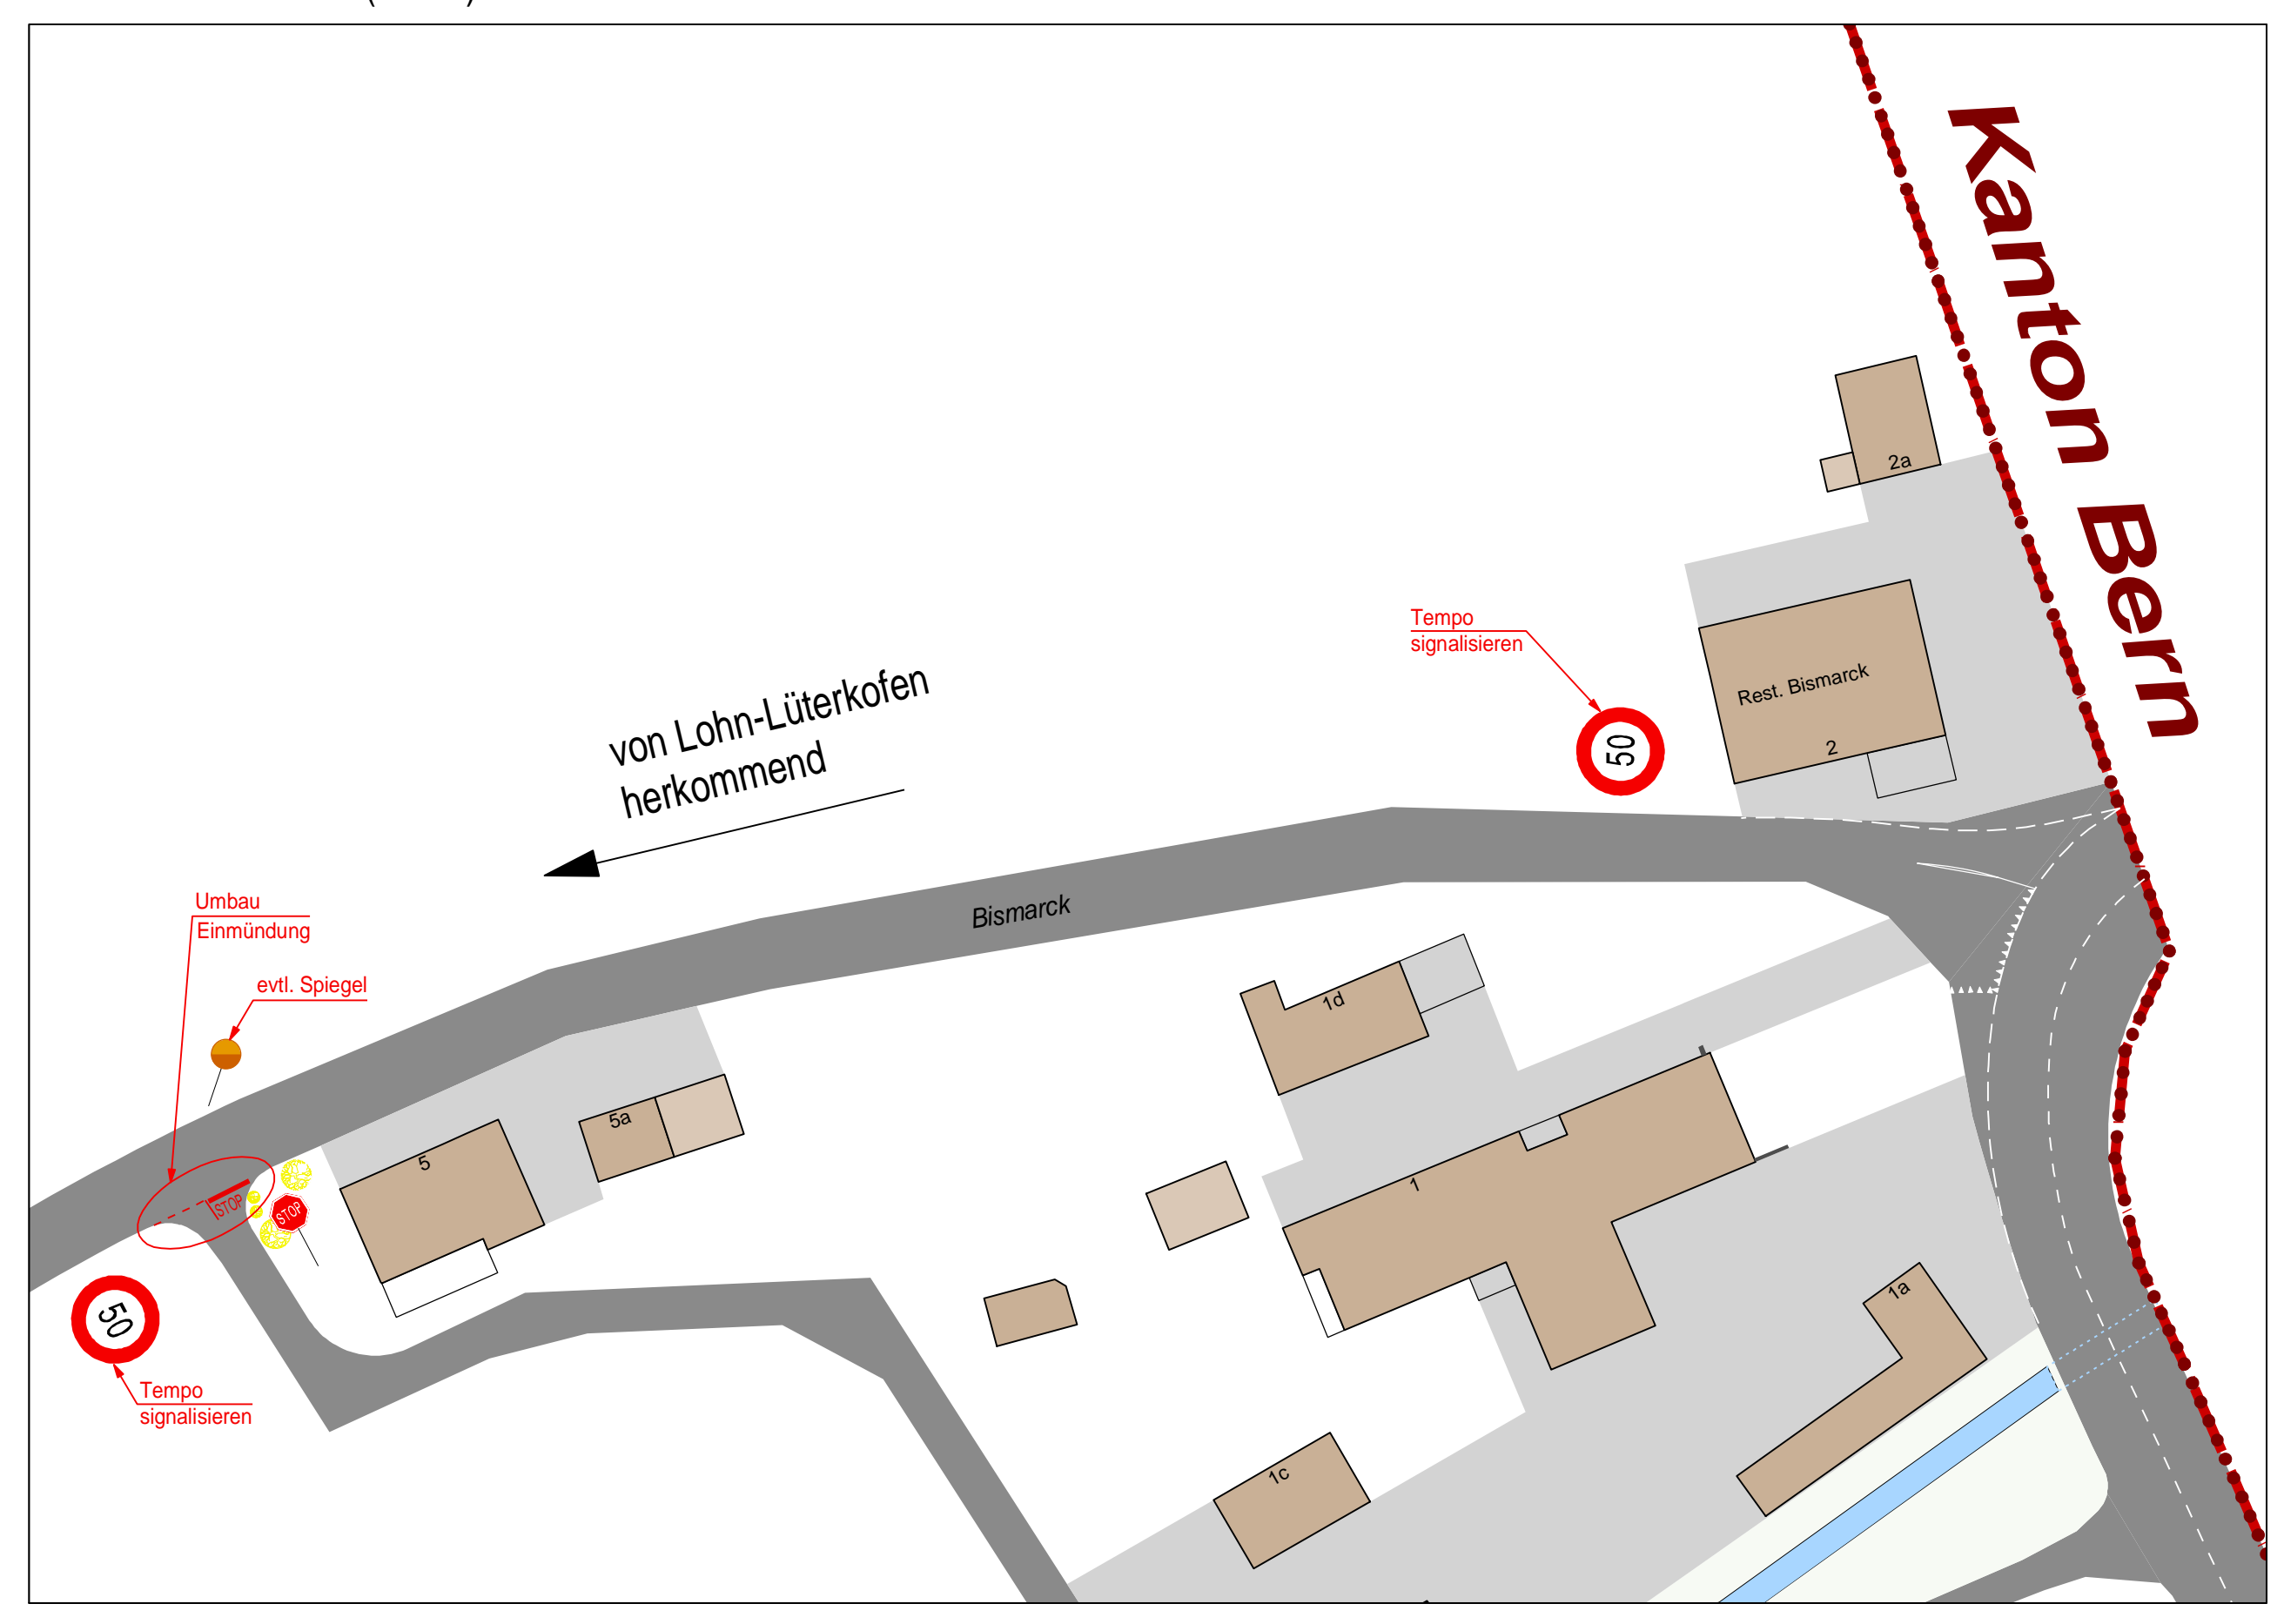 Kanton Bern
2a
Tempo
signalisieren
50
Rest. Bismarck
2
von Lohn-Lüterkofen
herkommend
Bismarck
Umbau
Einmündung
evtl. Spiegel
1d
5a
5
1
STOP
STOP
50
Tempo
signalisieren
1a
1c